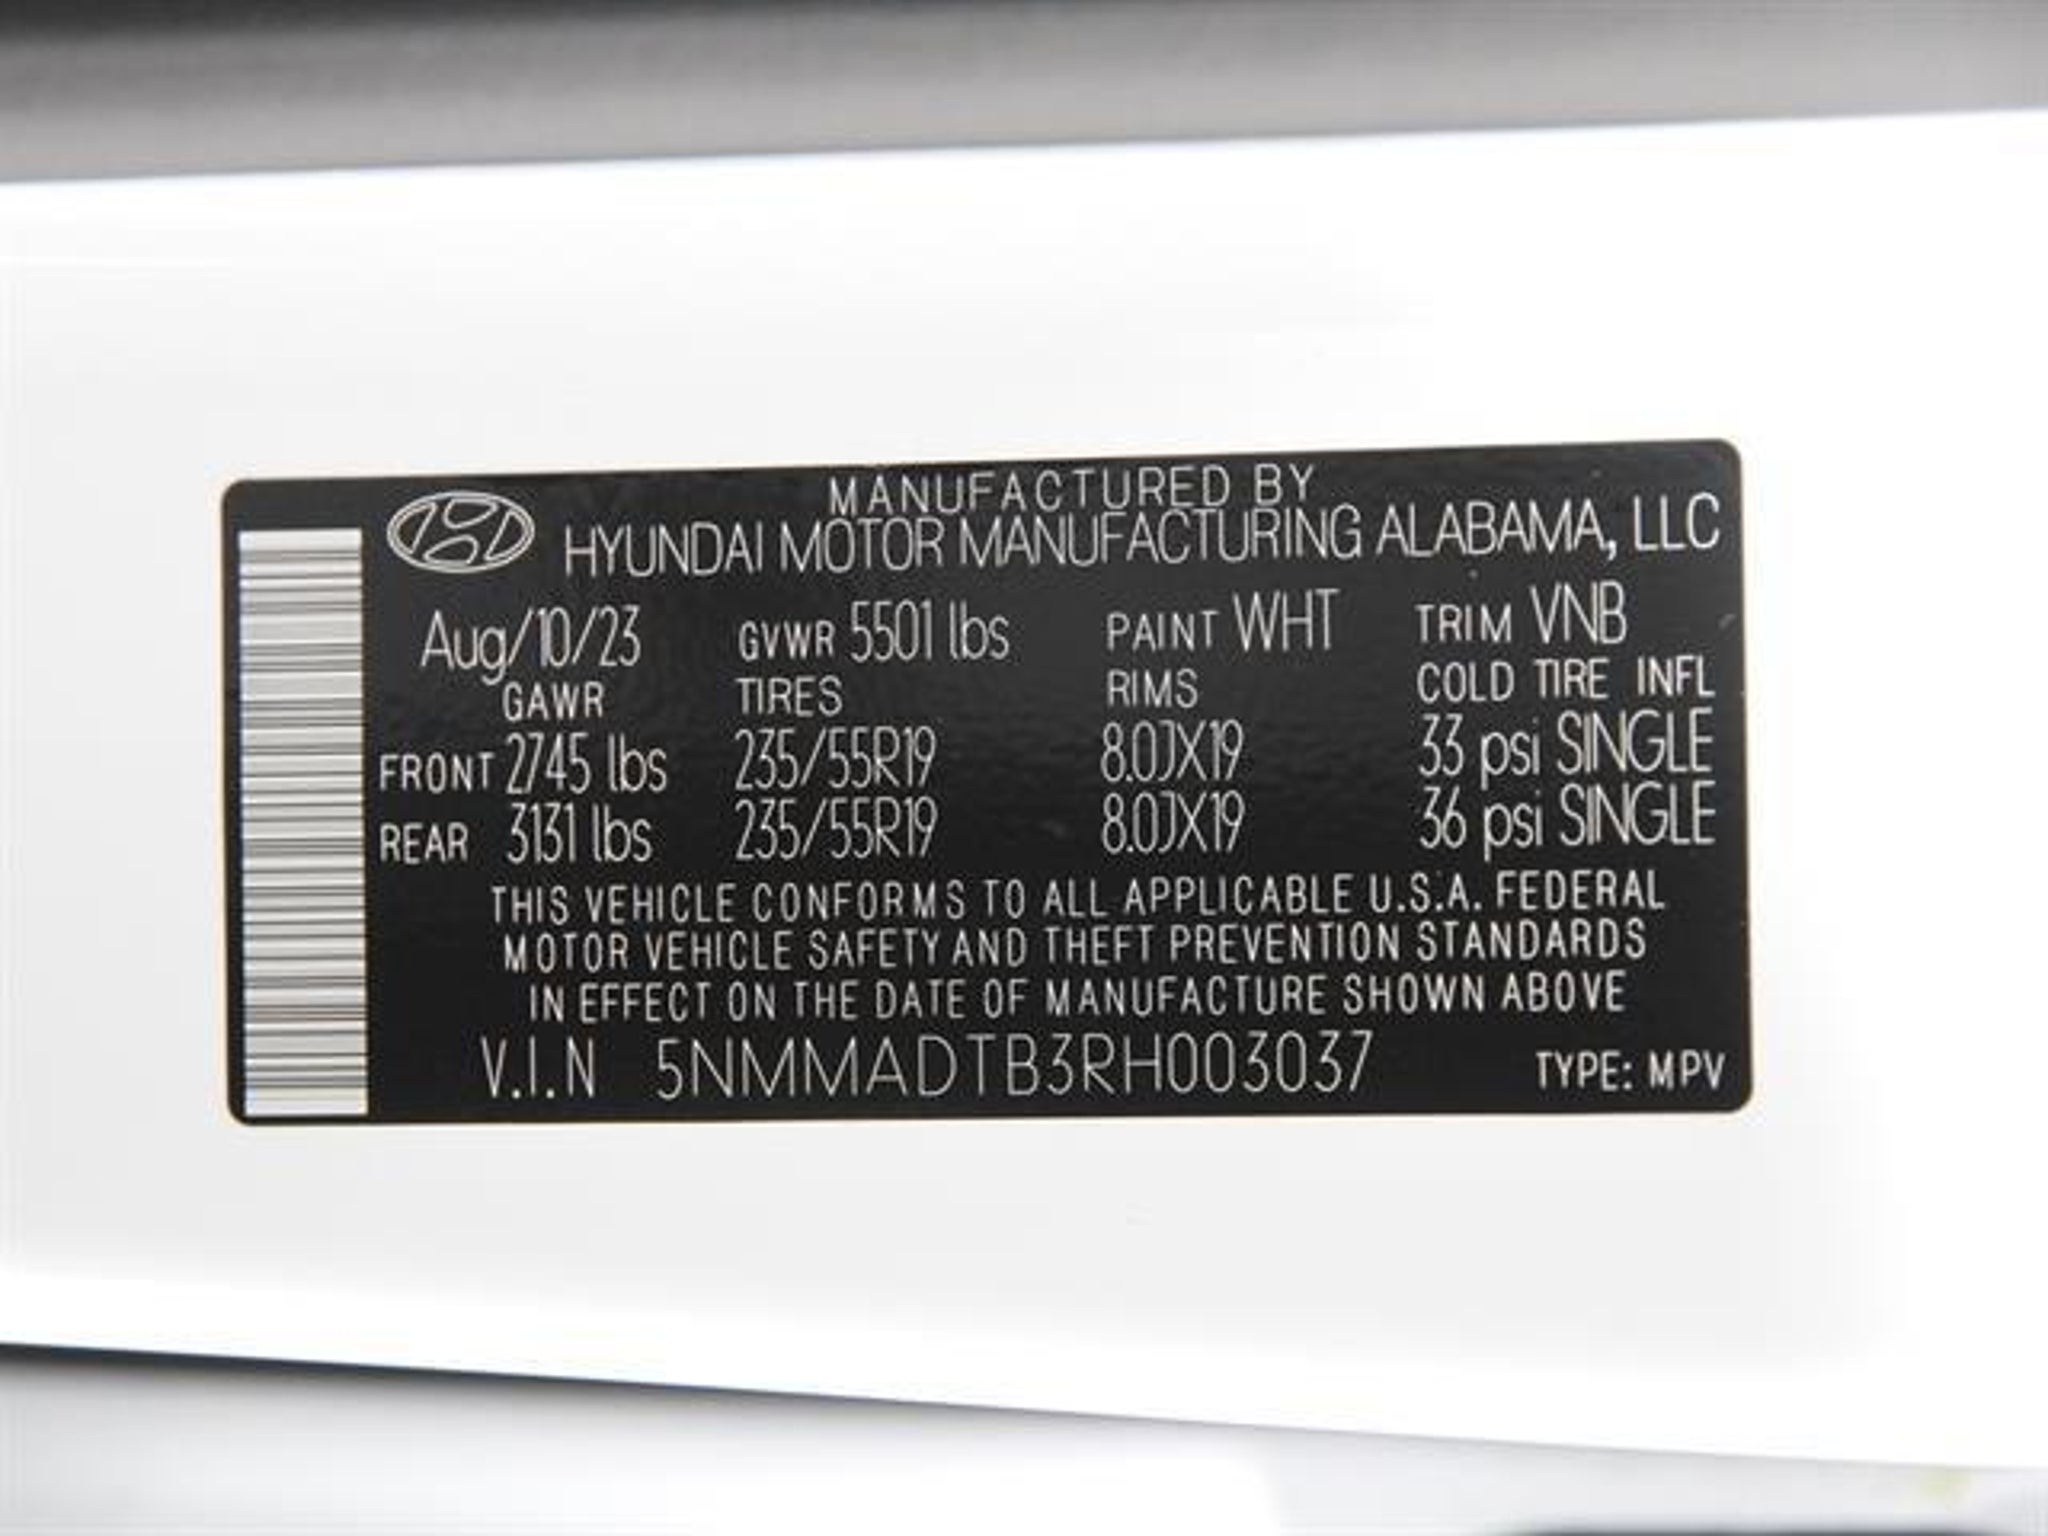 MANUFACTURED BY
HYUNDAI MOTOR MANUFACTURING ALABAMA, LLC
Aug/10/23 GVWR 5501 lbs PAINT WHT TRIM VNB
GAWR TIRES RIMS COLD TIRE INFL
FRONT 2745 lbs 235/55R19 8.0JX19 33 psi SINGLE
REAR 3131 lbs 235/55R19 8.0JX19 36 psi SINGLE
THIS VEHICLE CONFORMS TO ALL APPLICABLE U.S.A. FEDERAL
MOTOR VEHICLE SAFETY AND THEFT PREVENTION STANDARDS
IN EFFECT ON THE DATE OF MANUFACTURE SHOWN ABOVE
V.I.N 5NMMADTB3RH003037 TYPE: MPV